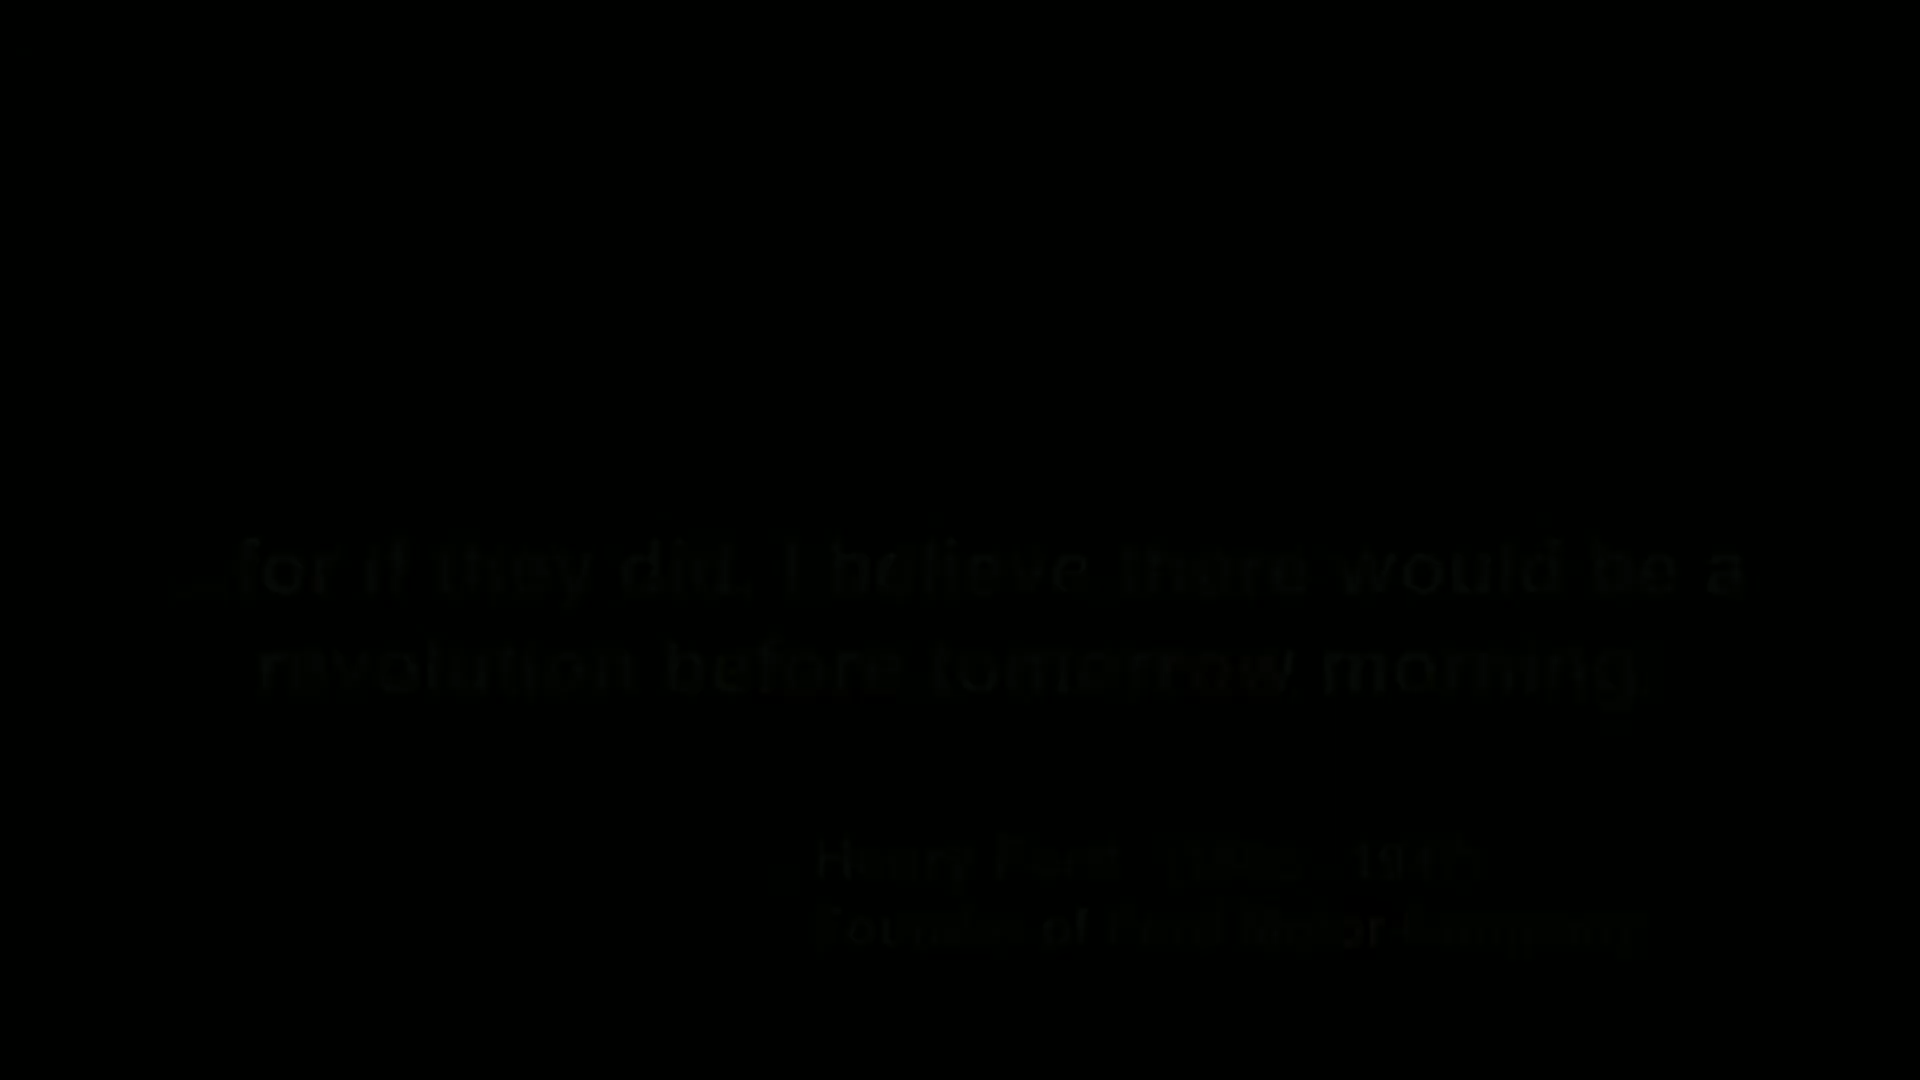 ...for if they did, I believe there would be a
revolution before tomorrow morning.
Henry Ford
Founder of Ford Motor Company